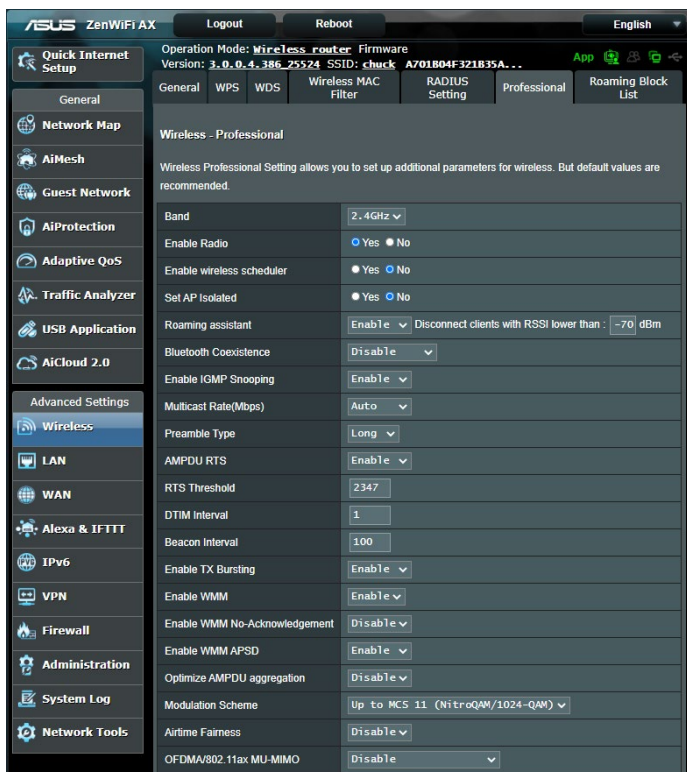 ASUS ZenWiFi AX Logout Reboot English
Operation Mode: Wireless router Firmware
Version: 3.0.0.4.386_25524 SSID: chuck A701B04F321B35A... App
General WPS WDS Wireless MAC Filter RADIUS Setting Professional Roaming Block List
Quick Internet Setup
General
Network Map
AiMesh
Guest Network
AiProtection
Adaptive QoS
Traffic Analyzer
USB Application
AiCloud 2.0
Advanced Settings
Wireless
LAN
WAN
Alexa & IFTTT
IPv6
VPN
Firewall
Administration
System Log
Network Tools
Wireless - Professional
Wireless Professional Setting allows you to set up additional parameters for wireless. But default values are
recommended.
Band 2.4GHz
Enable Radio Yes No
Enable wireless scheduler Yes No
Set AP Isolated Yes No
Roaming assistant Enable Disconnect clients with RSSI lower than : -70 dBm
Bluetooth Coexistence Disable
Enable IGMP Snooping Enable
Multicast Rate(Mbps) Auto
Preamble Type Long
AMPDU RTS Enable
RTS Threshold 2347
DTIM Interval 1
Beacon Interval 100
Enable TX Bursting Enable
Enable WMM Enable
Enable WMM No-Acknowledgement Disable
Enable WMM APSD Enable
Optimize AMPDU aggregation Disable
Modulation Scheme Up to MCS 11 (NitroQAM/1024-QAM)
Airtime Fairness Disable
OFDMA/802.11ax MU-MIMO Disable